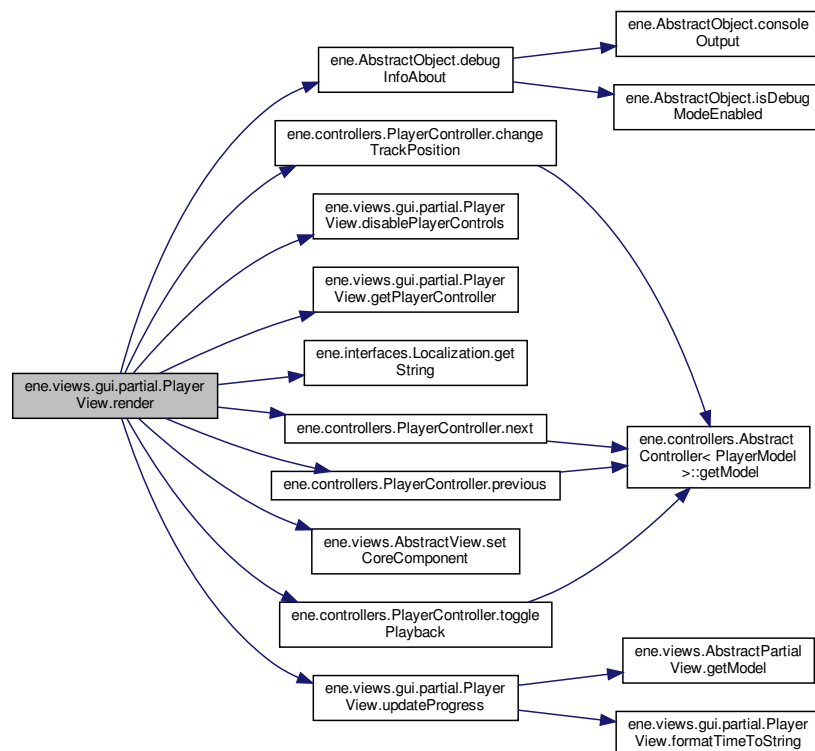 ene.views.gui.partial.Player
View.render
ene.AbstractObject.debug
InfoAbout
ene.controllers.PlayerController.change
TrackPosition
ene.views.gui.partial.Player
View.disablePlayerControls
ene.views.gui.partial.Player
View.getPlayerController
ene.interfaces.Localization.get
String
ene.controllers.PlayerController.next
ene.controllers.PlayerController.previous
ene.views.AbstractView.set
CoreComponent
ene.controllers.PlayerController.toggle
Playback
ene.views.gui.partial.Player
View.updateProgress
ene.AbstractObject.console
Output
ene.AbstractObject.isDebug
ModeEnabled
ene.controllers.Abstract
Controller< PlayerModel
>::getModel
ene.views.AbstractPartial
View.getModel
ene.views.gui.partial.Player
View.formatTimeToString